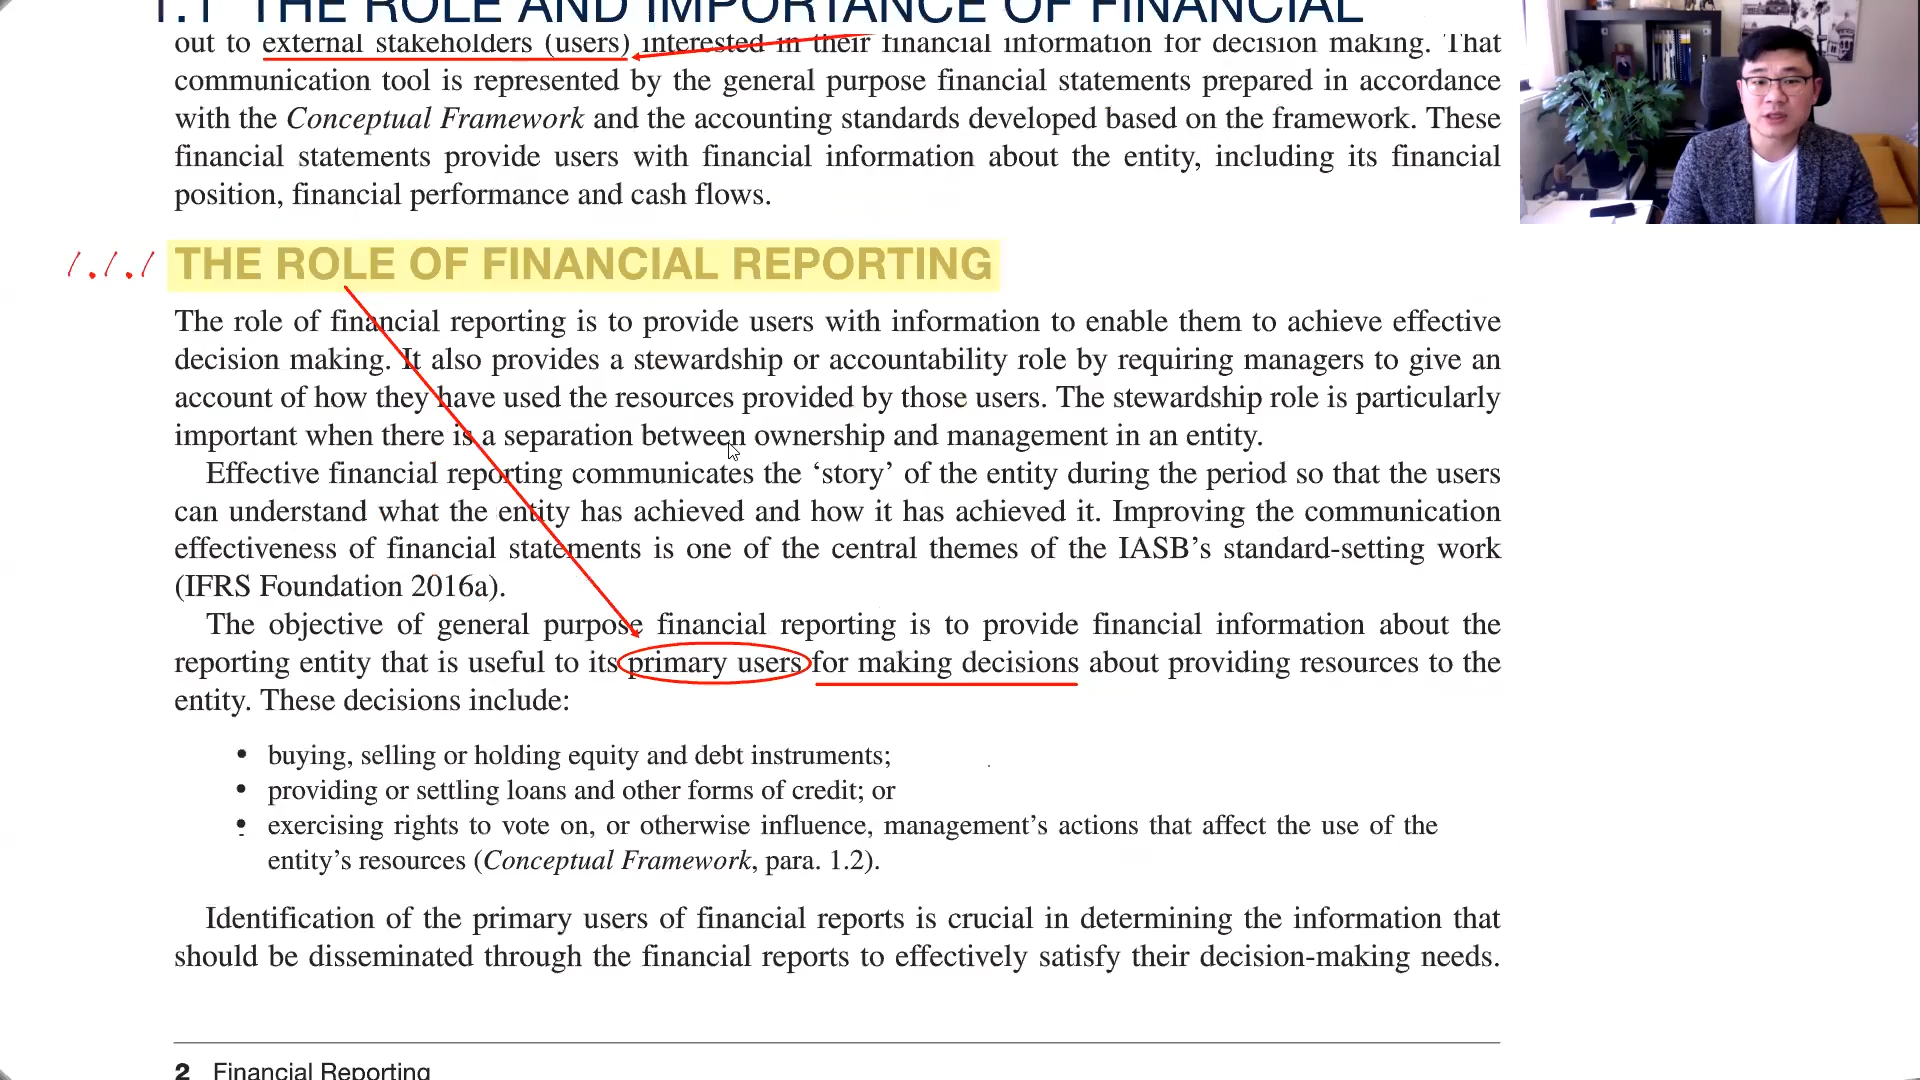 1.1 THE ROLE AND IMPORTANCE OF FINANCIAL
out to external stakeholders (users) interested in their financial information for decision making. That
communication tool is represented by the general purpose financial statements prepared in accordance
with the Conceptual Framework and the accounting standards developed based on the framework. These
financial statements provide users with financial information about the entity, including its financial
position, financial performance and cash flows.
1.1.1 THE ROLE OF FINANCIAL REPORTING
The role of financial reporting is to provide users with information to enable them to achieve effective
decision making. It also provides a stewardship or accountability role by requiring managers to give an
account of how they have used the resources provided by those users. The stewardship role is particularly
important when there is a separation between ownership and management in an entity.
Effective financial reporting communicates the ‘story’ of the entity during the period so that the users
can understand what the entity has achieved and how it has achieved it. Improving the communication
effectiveness of financial statements is one of the central themes of the IASB’s standard-setting work
(IFRS Foundation 2016a).
The objective of general purpose financial reporting is to provide financial information about the
reporting entity that is useful to its primary users for making decisions about providing resources to the
entity. These decisions include:
• buying, selling or holding equity and debt instruments;
• providing or settling loans and other forms of credit; or
• exercising rights to vote on, or otherwise influence, management’s actions that affect the use of the
entity’s resources (Conceptual Framework, para. 1.2).
Identification of the primary users of financial reports is crucial in determining the information that
should be disseminated through the financial reports to effectively satisfy their decision-making needs.
2 Financial Reporting